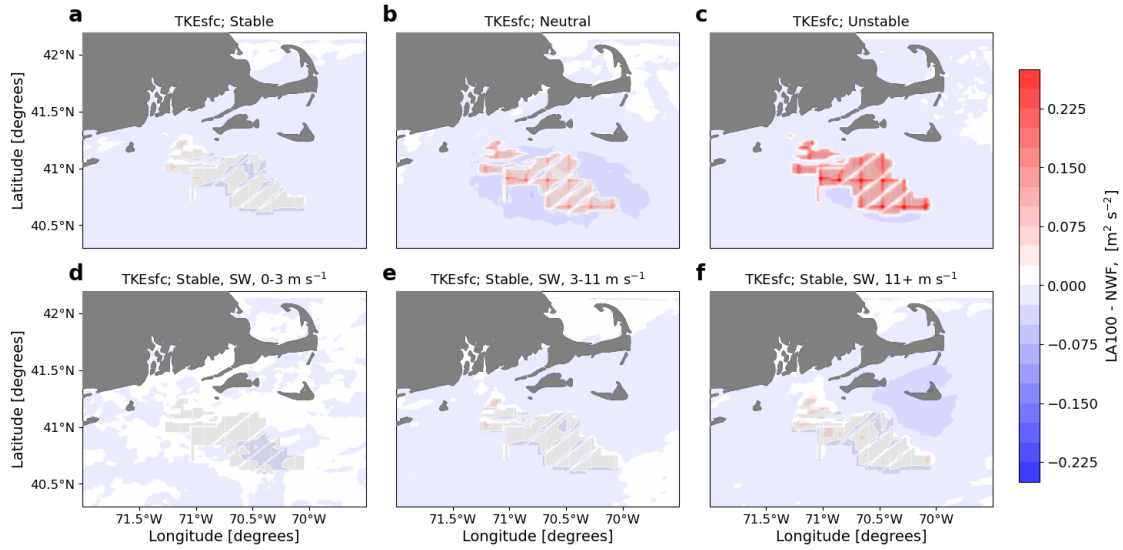 a
TKEsfc; Stable
b
TKEsfc; Neutral
c
TKEsfc; Unstable
42°N
41.5°N
41°N
40.5°N
Latitude [degrees]
d
TKEsfc; Stable, SW, 0-3 m s⁻¹
e
TKEsfc; Stable, SW, 3-11 m s⁻¹
f
TKEsfc; Stable, SW, 11+ m s⁻¹
42°N
41.5°N
41°N
40.5°N
Latitude [degrees]
71.5°W 71°W 70.5°W 70°W
Longitude [degrees]
71.5°W 71°W 70.5°W 70°W
Longitude [degrees]
71.5°W 71°W 70.5°W 70°W
Longitude [degrees]
0.225
0.150
0.075
0.000
−0.075
−0.150
−0.225
LA100 - NWF, [m² s⁻²]